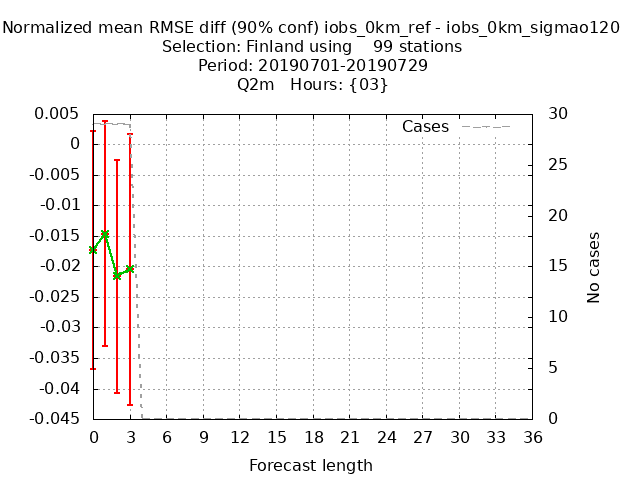 Normalized mean RMSE diff (90% conf) iobs_0km_ref - iobs_0km_sigmao120
Selection: Finland using 99 stations
Period: 20190701-20190729
Q2m Hours: {03}
Cases
0.005
0
-0.005
-0.01
-0.015
-0.02
-0.025
-0.03
-0.035
-0.04
-0.045
30
25
20
15
10
5
0
No cases
0 3 6 9 12 15 18 21 24 27 30 33 36
Forecast length